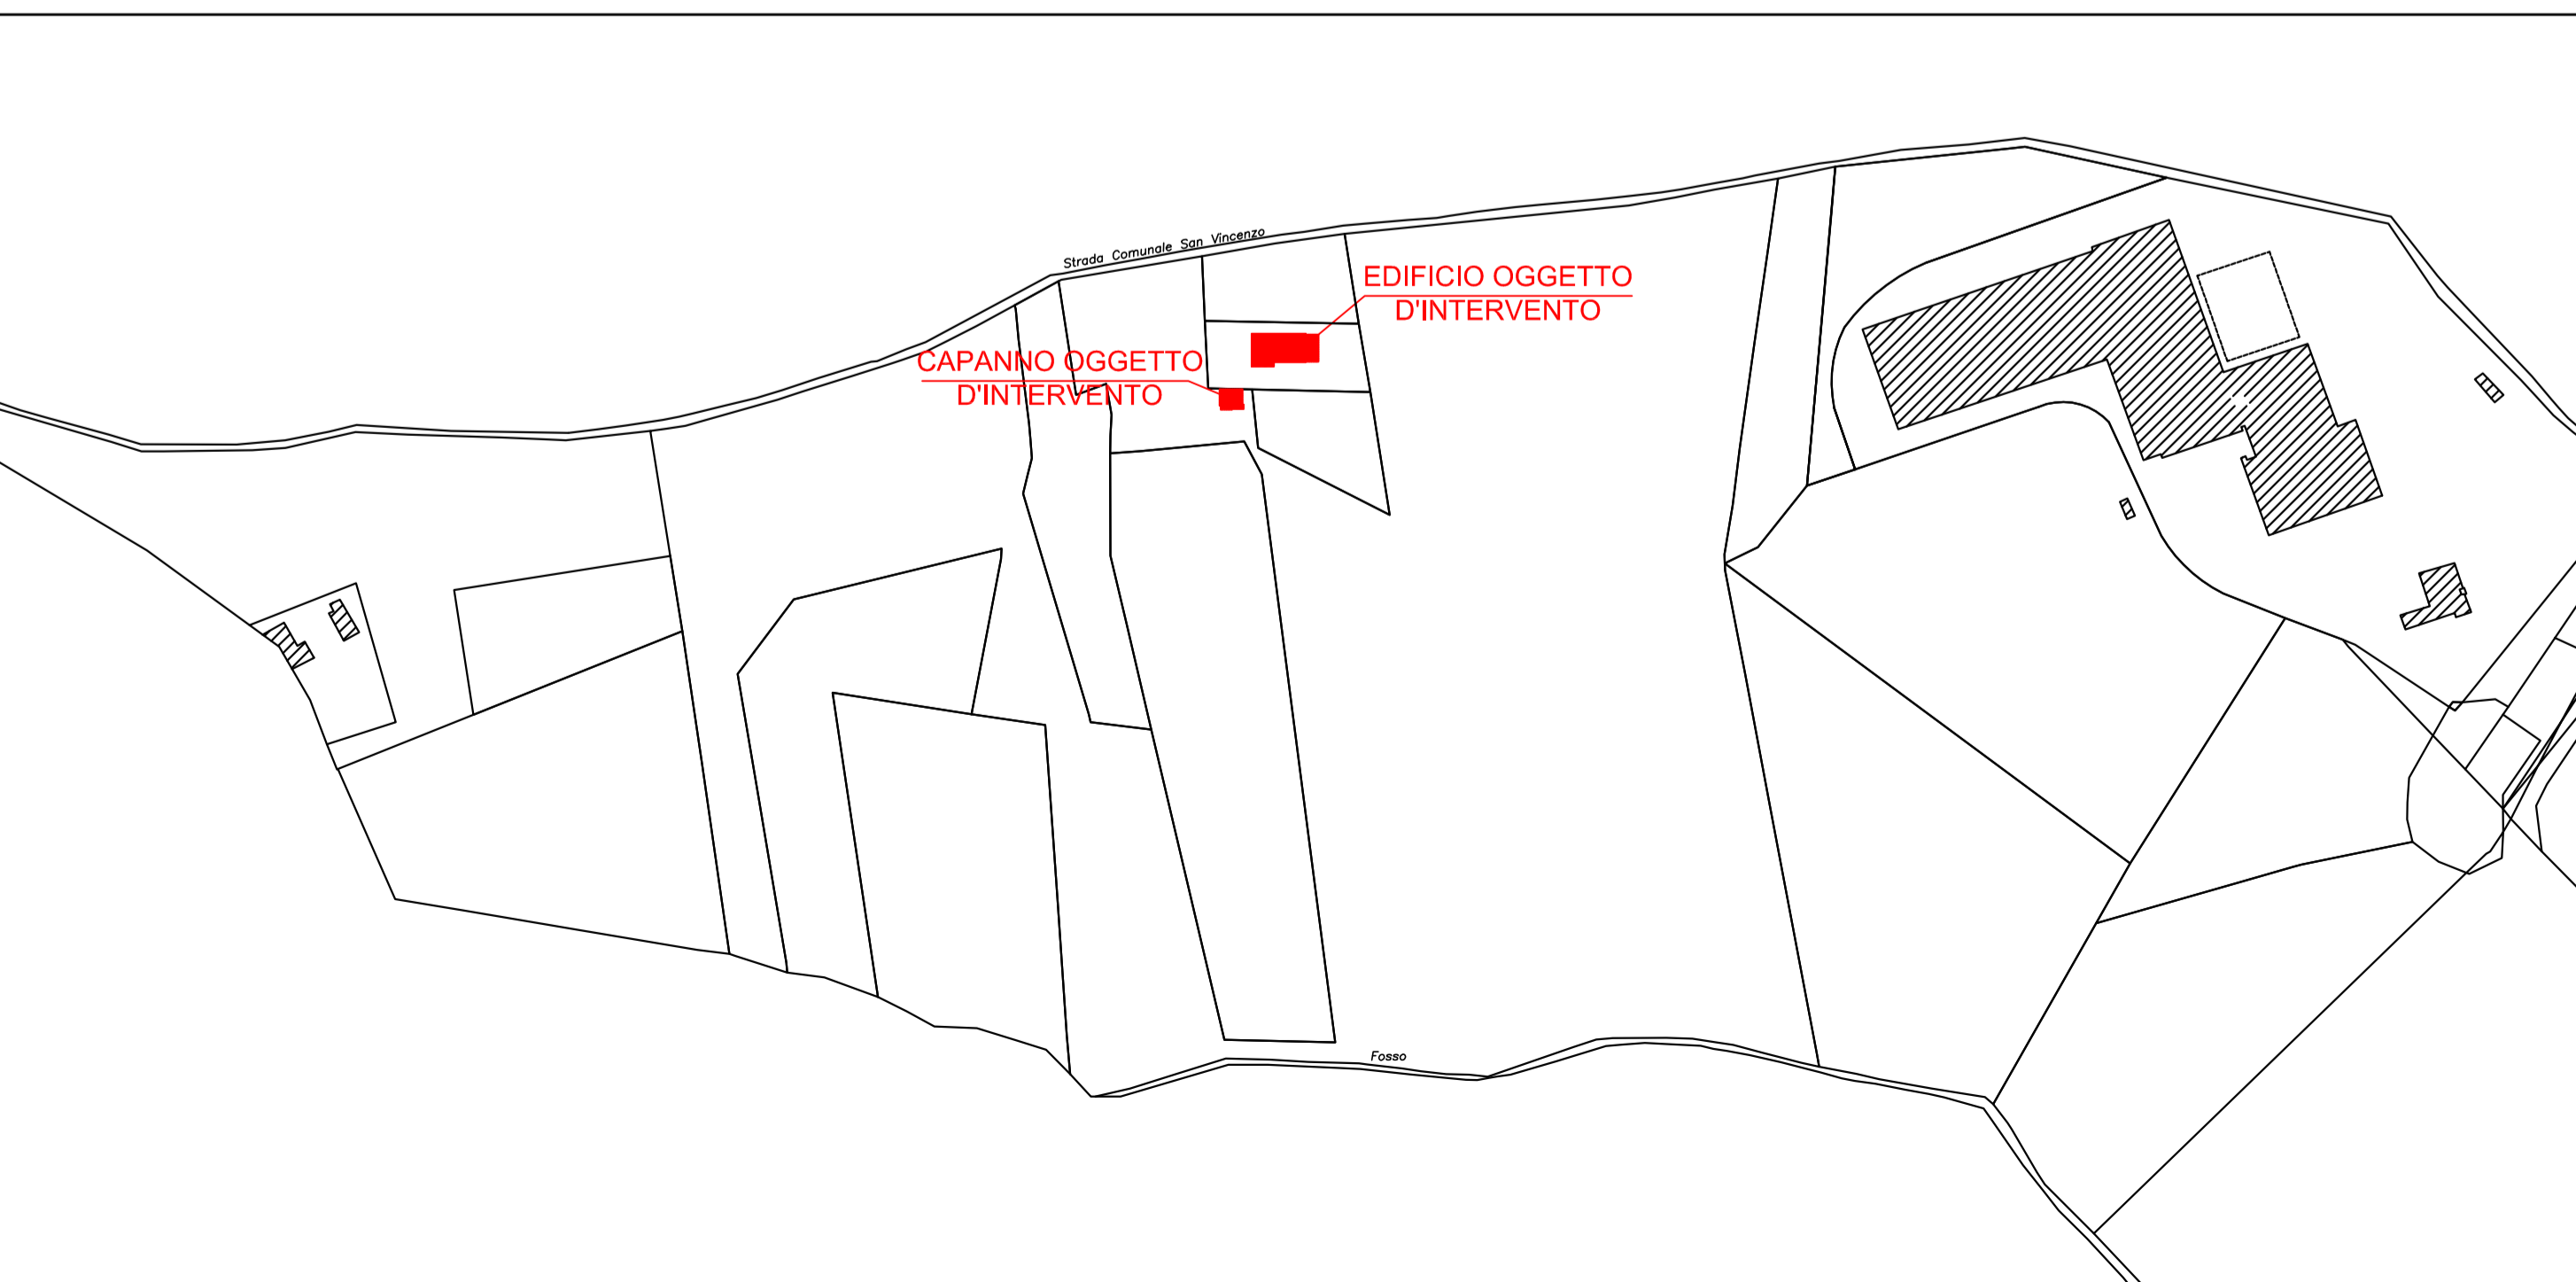 Strada Comunale San Vincenzo
EDIFICIO OGGETTO
D'INTERVENTO
CAPANNO OGGETTO
D'INTERVENTO
Fosso